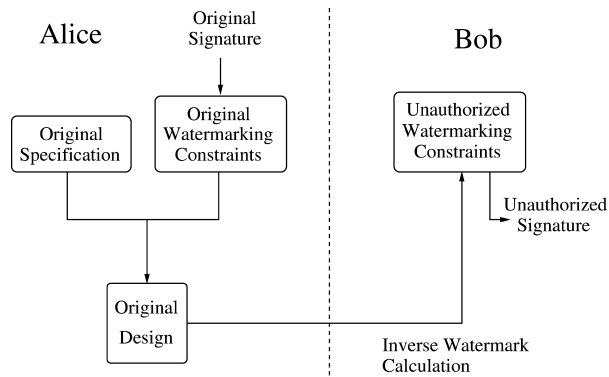 Alice
Original
Signature
Bob
Original
Specification
Original
Watermarking
Constraints
Unauthorized
Watermarking
Constraints
Unauthorized
Signature
Original
Design
Inverse Watermark
Calculation